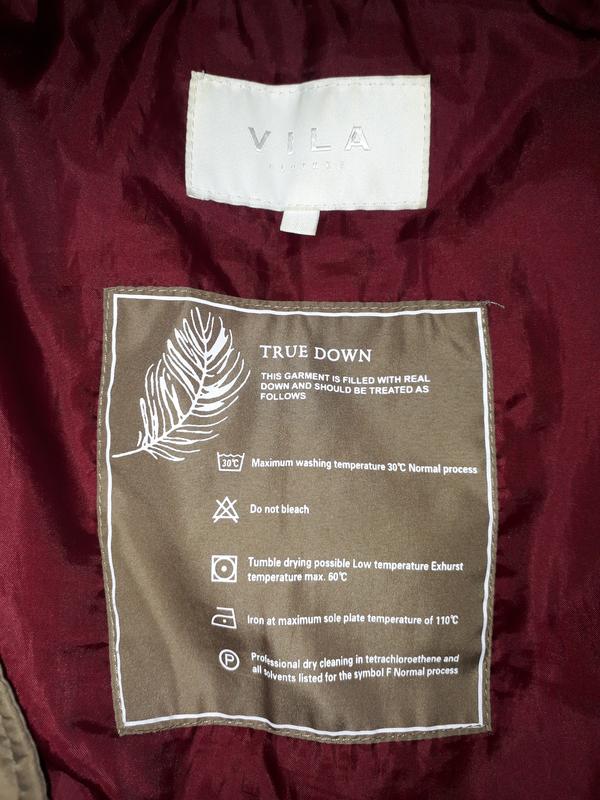 VILA
CLOTHES
TRUE DOWN
THIS GARMENT IS FILLED WITH REAL
DOWN AND SHOULD BE TREATED AS
FOLLOWS
30℃ Maximum washing temperature 30℃ Normal process
Do not bleach
Tumble drying possible Low temperature Exhurst
temperature max. 60℃
Iron at maximum sole plate temperature of 110℃
P Professional dry cleaning in tetrachloroethene and
all solvents listed for the symbol F Normal process